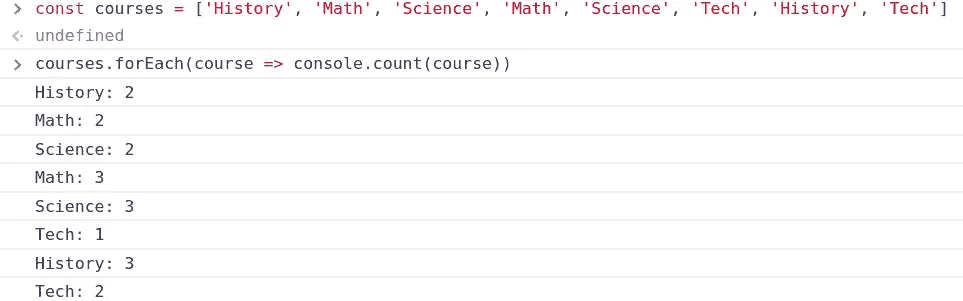 > const courses = ['History', 'Math', 'Science', 'Math', 'Science', 'Tech', 'History', 'Tech']
undefined
> courses.forEach(course => console.count(course))
History: 2
Math: 2
Science: 2
Math: 3
Science: 3
Tech: 1
History: 3
Tech: 2